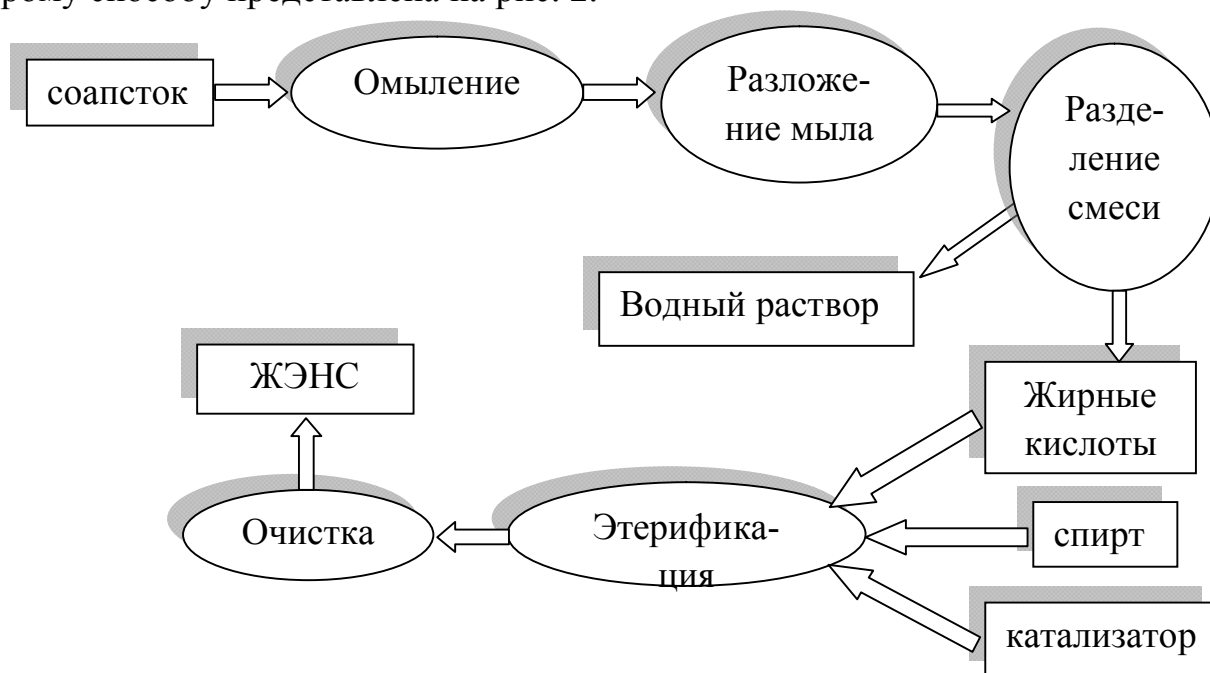 рому способу представлена на рис. 2.
соапсток
Омыление
Разложе-
ние мыла
Разде-
ление
смеси
Водный раствор
Жирные
кислоты
спирт
катализатор
Этерифика-
ция
Очистка
ЖЭНС